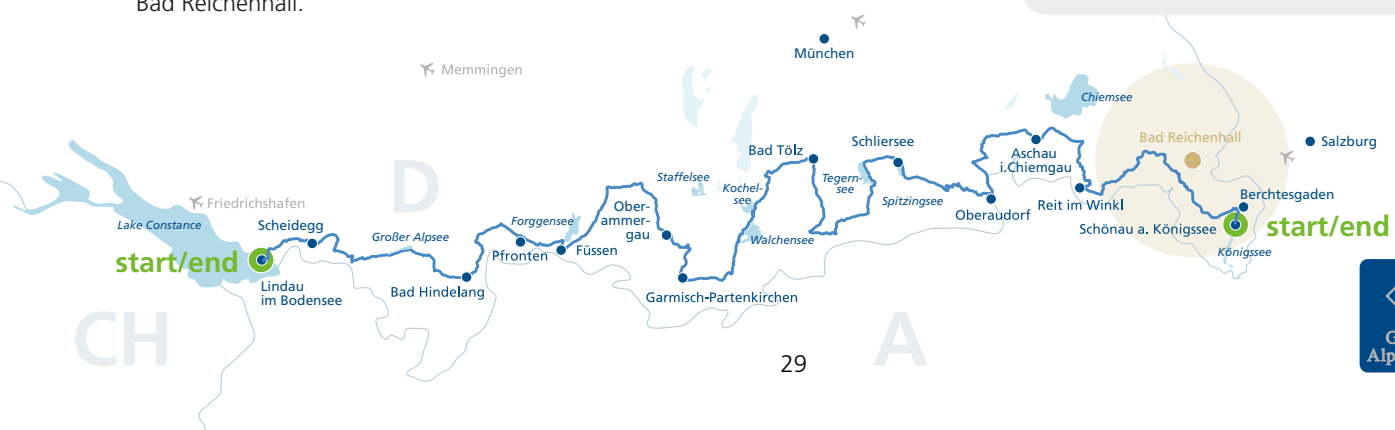 Bad Reichenhall.
München
Memmingen
Chiemsee
Bad Reichenhall
Salzburg
Schliersee
Bad Tölz
Aschau
i.Chiemgau
Staffelsee
Kochel-
see
Tegern-
see
Spitzingsee
Berchtesgaden
D
Friedrichshafen
Lake Constance
Scheidegg
Forggensee
Ober-
ammer-
gau
Oberaudorf
Reit im Winkl
Schönau a. Königssee
start/end
Großer Alpsee
Walchensee
Königssee
start/end
Pfronten
Füssen
Lindau
im Bodensee
Bad Hindelang
Garmisch-Partenkirchen
CH
A
29